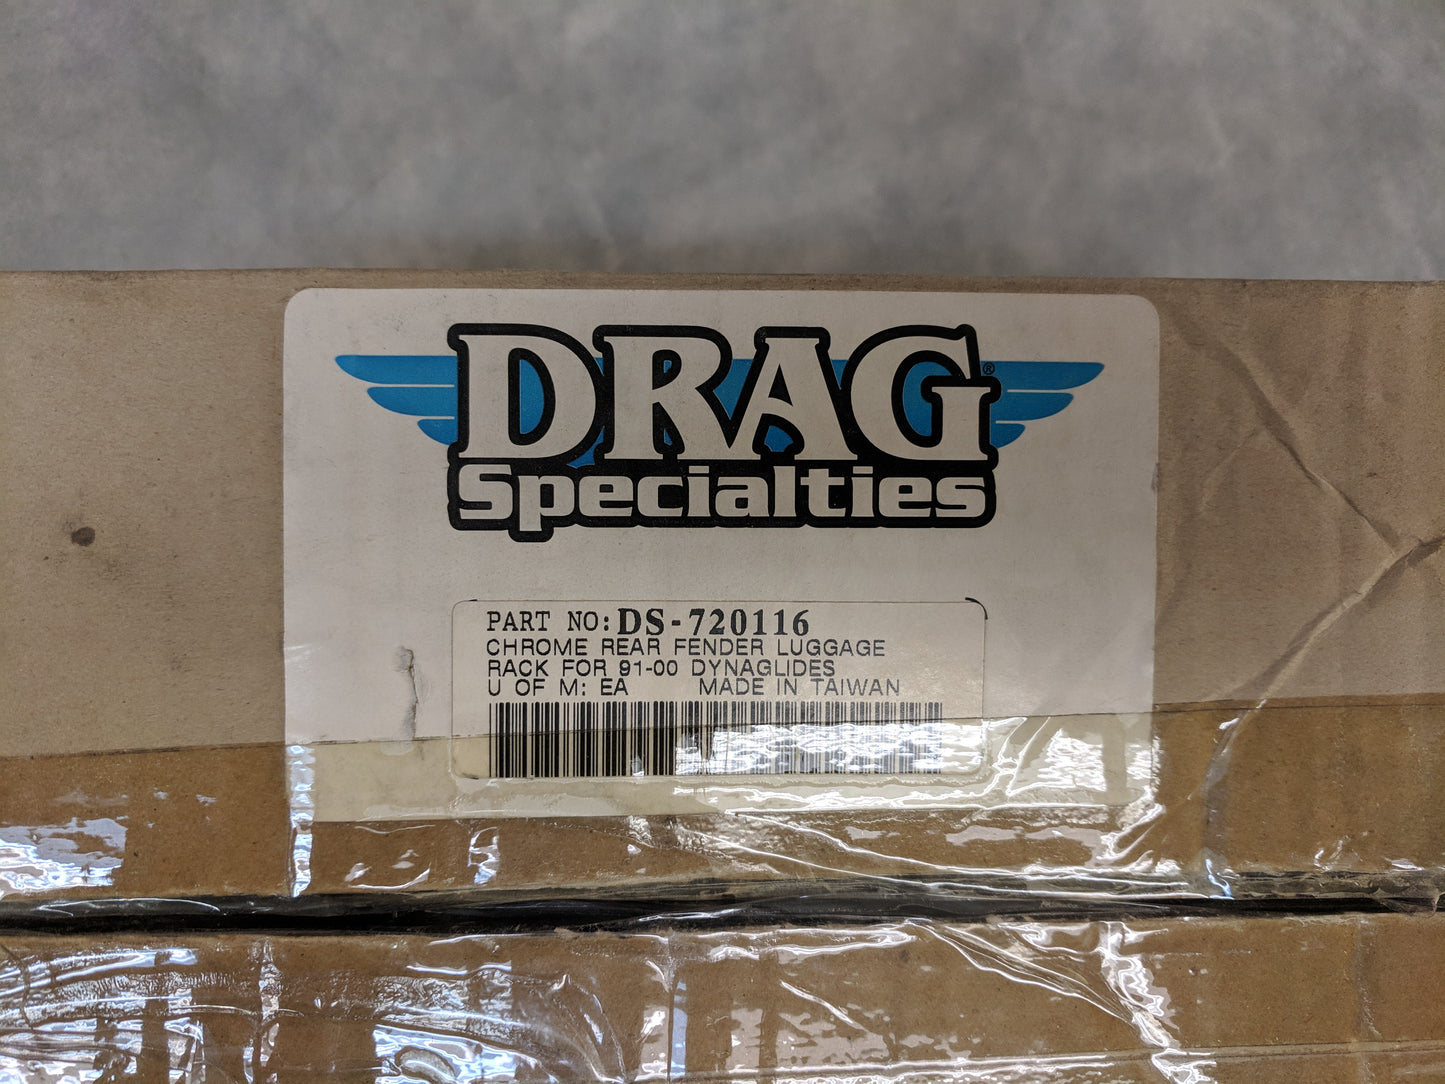 DRAG®
Specialties
PART NO: DS-720116
CHROME REAR FENDER LUGGAGE
RACK FOR 91-00 DYNAGLIDES
U OF M: EA MADE IN TAIWAN